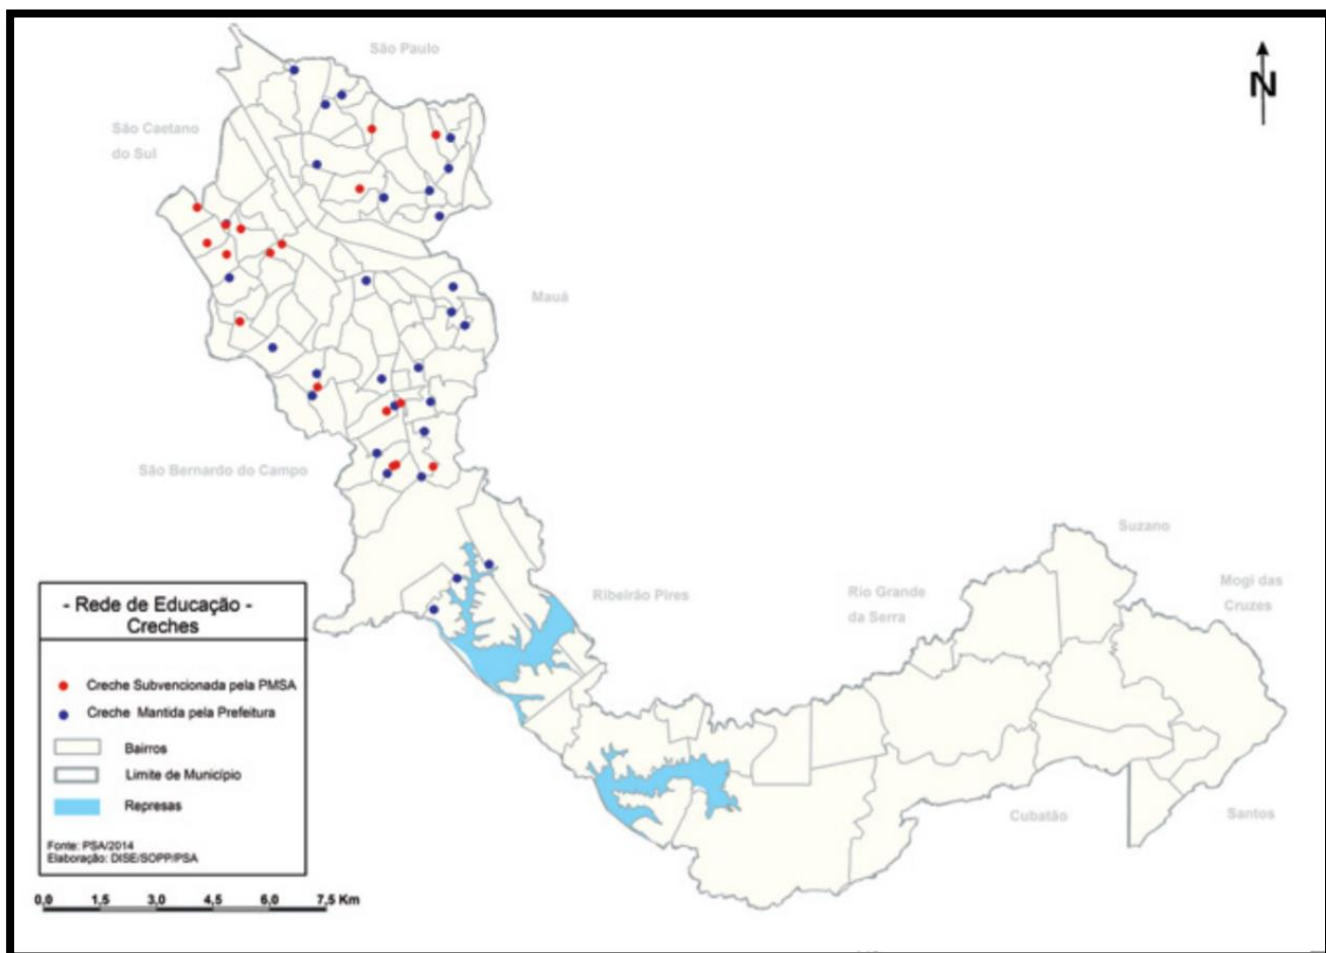 São Paulo
N
São Caetano
do Sul
Mauá
São Bernardo do Campo
Suzano
Ribeirão Pires
Rio Grande
da Serra
Mogi das
Cruzes
Cubatão
Santos
- Rede de Educação -
Creches
Creche Subvencionada pela PMSA
Creche Mantida pela Prefeitura
Bairros
Limite de Município
Represas
Fonte: PSA/2014
Elaboração: DISE/SOPP/PSA
0,0 1,5 3,0 4,5 6,0 7,5 Km